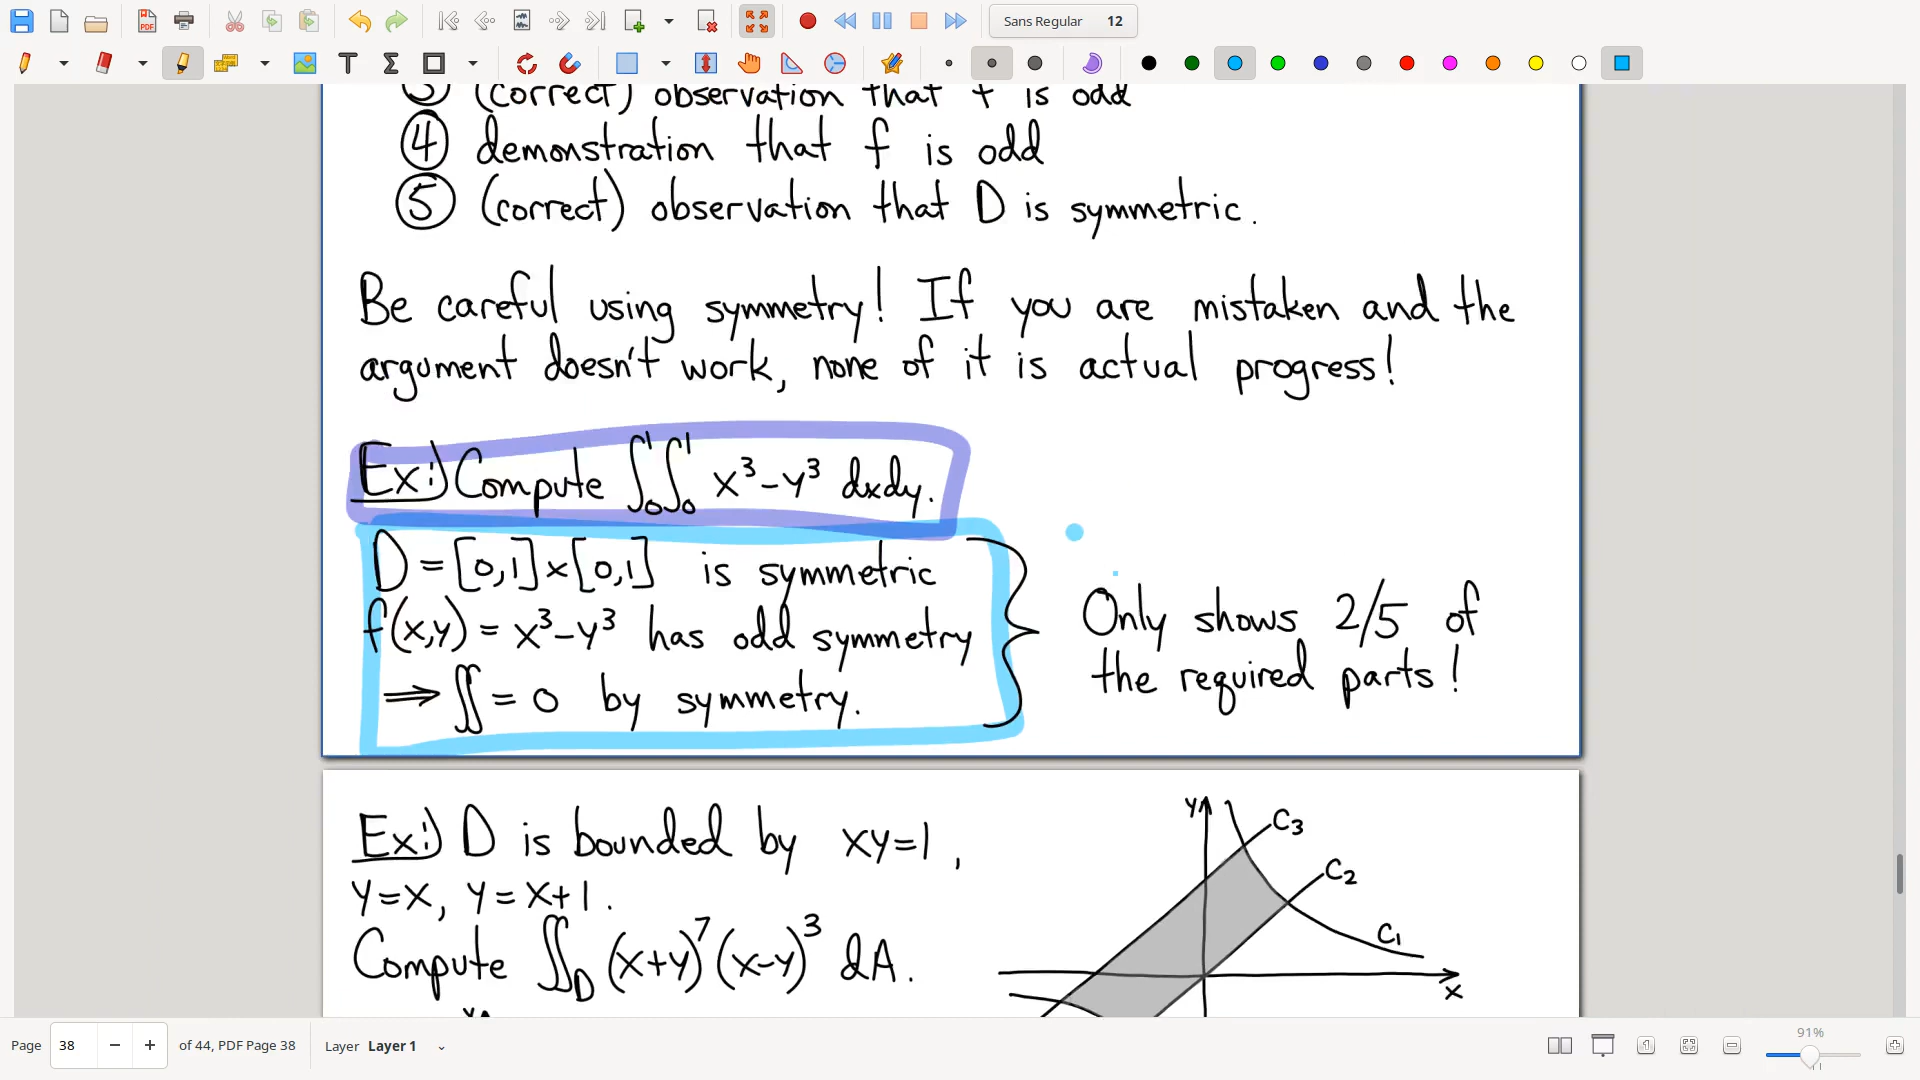 Sans Regular 12
③ (correct) observation that f is odd
④ demonstration that f is odd
⑤ (correct) observation that D is symmetric.
Be careful using symmetry! If you are mistaken and the
argument doesn't work, none of it is actual progress!
Ex:) Compute ∫₀¹∫₀¹ x³-y³ dxdy.
D = [0,1]×[0,1] is symmetric
f(x,y) = x³-y³ has odd symmetry
⟹ ∬ = 0 by symmetry.
Only shows 2/5 of
the required parts!
Ex:) D is bounded by xy=1,
y=x, y=x+1.
Compute ∬_D (x+y)⁷(x-y)³ dA.
y
C₃
C₂
C₁
x
Page 38 of 44, PDF Page 38 Layer Layer 1 91%